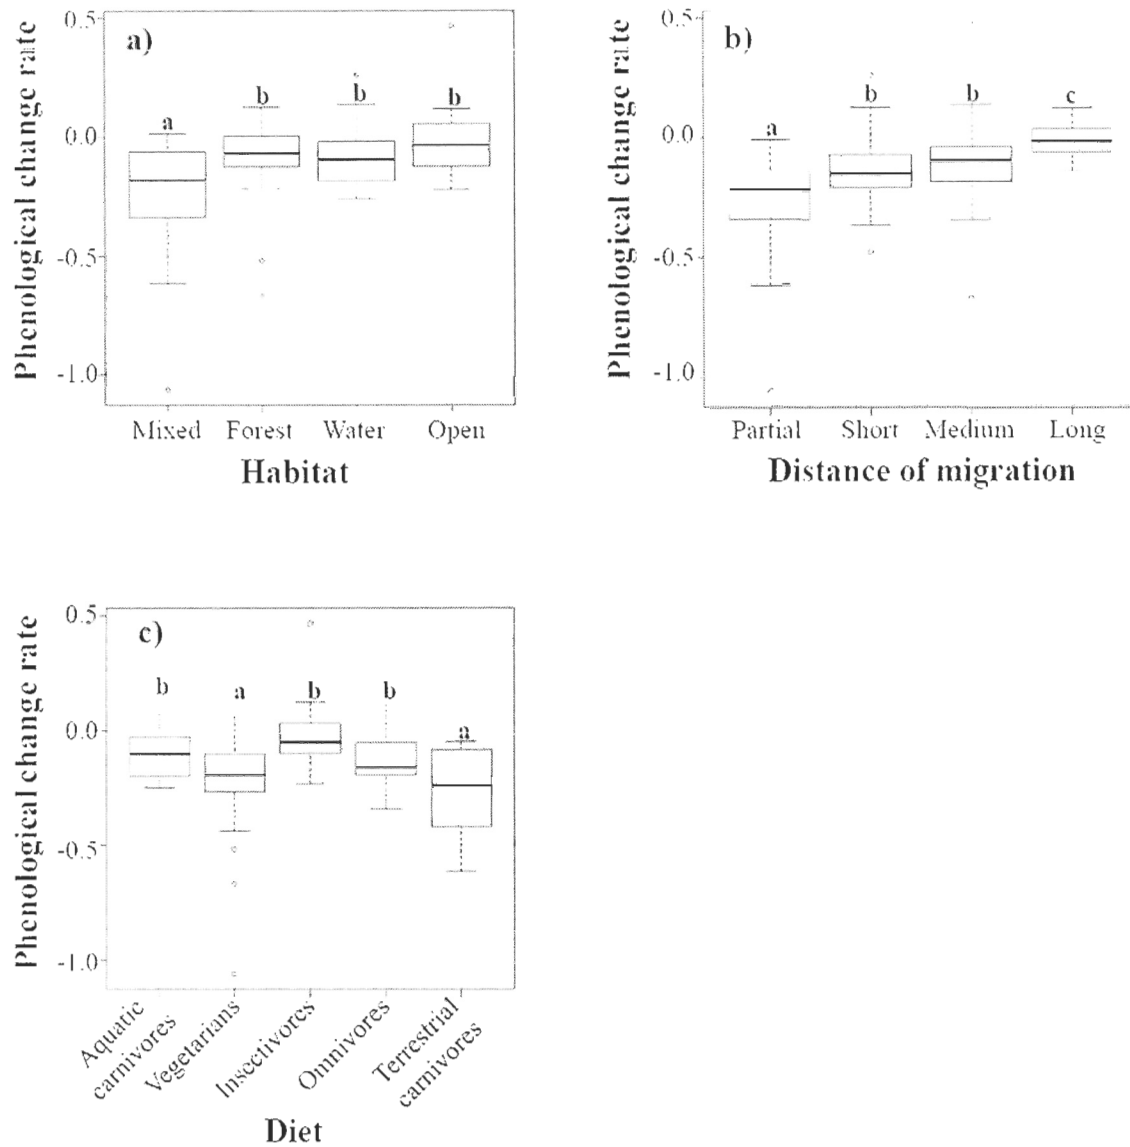 a)
Phenological change rate
0.5
0.0
-0.5
-1.0
a
b
b
b
Mixed
Forest
Water
Open
Habitat
b)
Phenological change rate
0.5
0.0
-0.5
-1.0
a
b
b
c
Partial
Short
Medium
Long
Distance of migration
c)
Phenological change rate
0.5
0.0
-0.5
-1.0
b
a
b
b
a
Aquatic
carnivores
Vegetarians
Insectivores
Omnivores
Terrestrial
carnivores
Diet